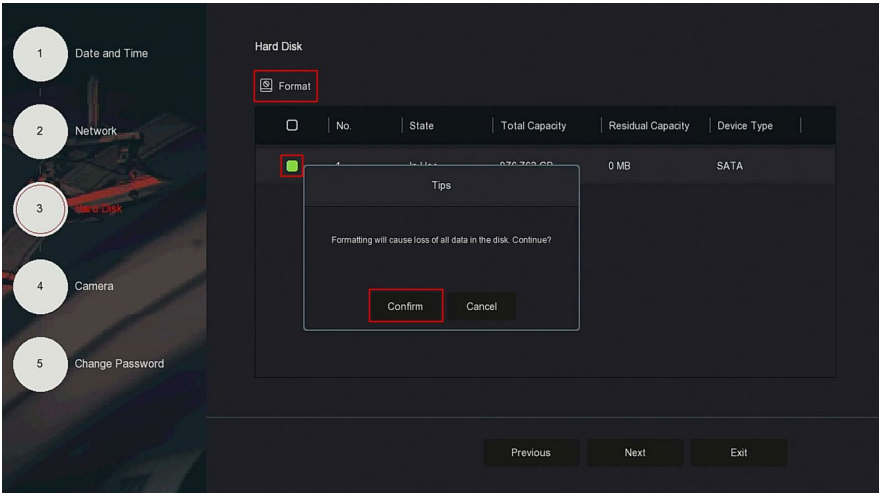 Hard Disk
1 Date and Time
Format
No. State Total Capacity Residual Capacity Device Type
2 Network
0 MB SATA
Tips
3 Hard Disk
Formatting will cause loss of all data in the disk. Continue?
4 Camera
Confirm Cancel
5 Change Password
Previous Next Exit